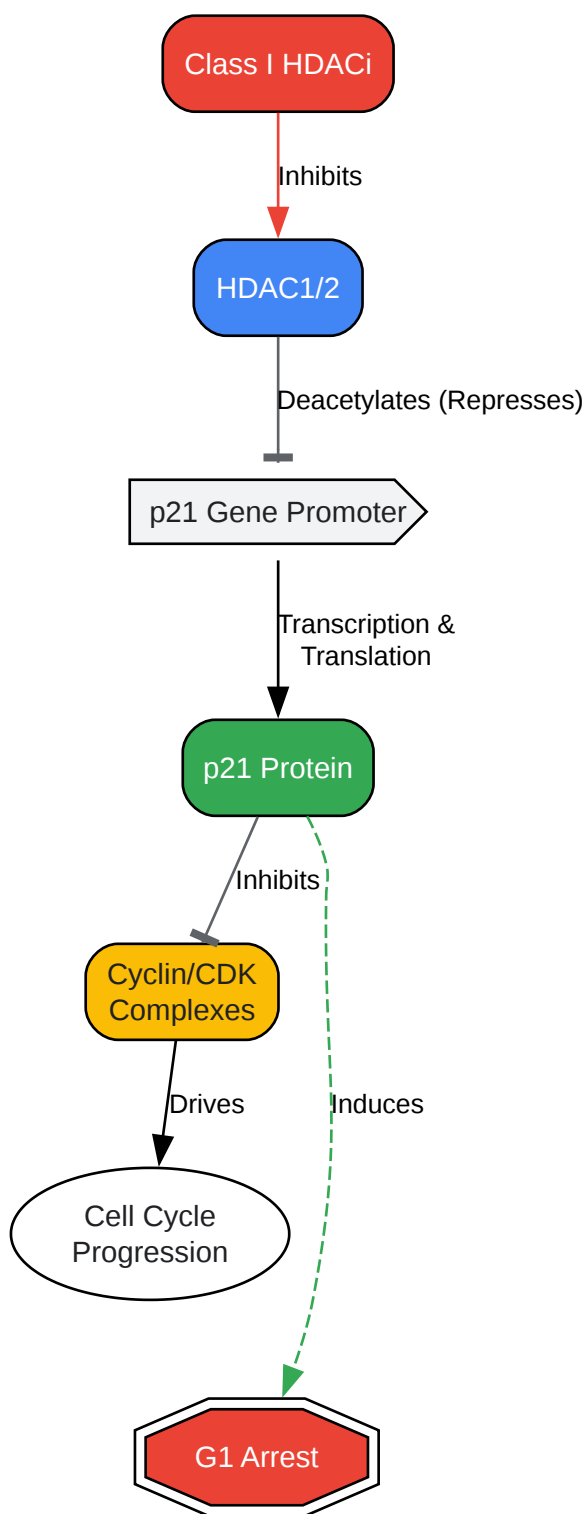 Class I HDACi
Inhibits
HDAC1/2
Deacetylates (Represses)
p21 Gene Promoter
Transcription &
Translation
p21 Protein
Inhibits
Cyclin/CDK
Complexes
Drives
Induces
Cell Cycle
Progression
G1 Arrest